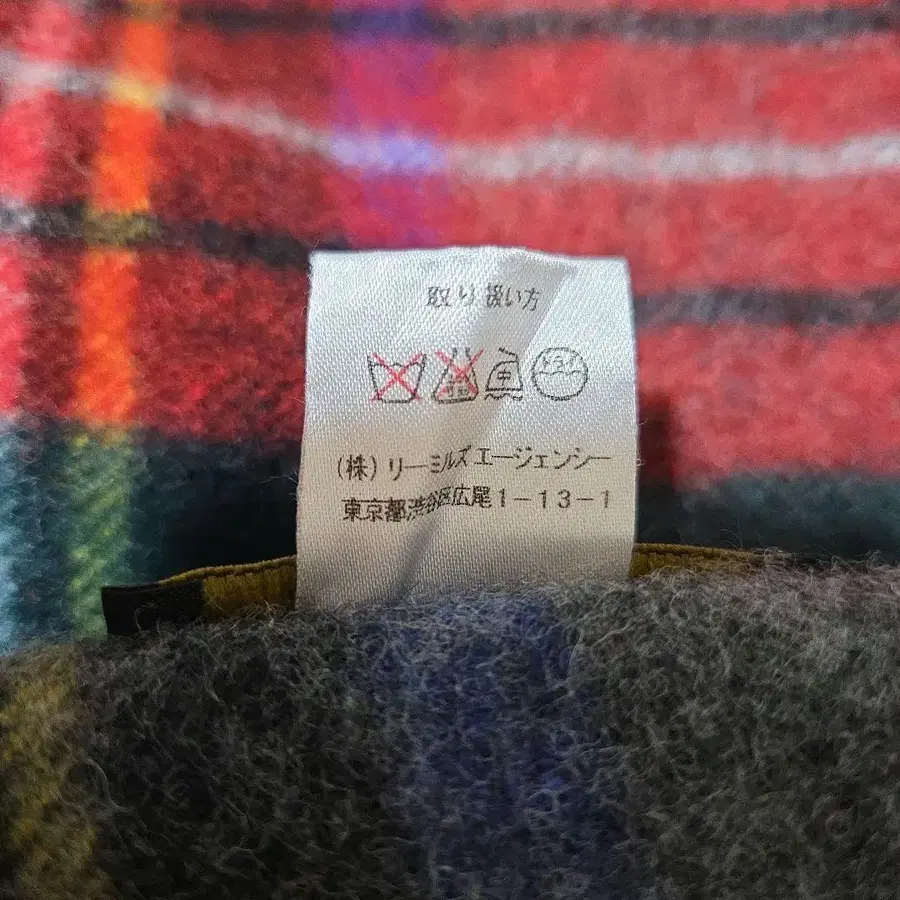 取り扱い方
中
(株) リーミルズエージェンシー
東京都渋谷区広尾1-13-1